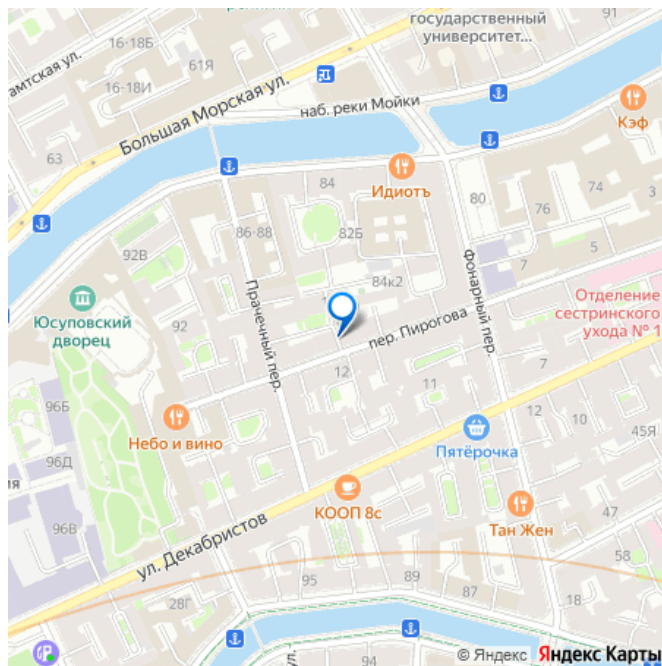 государственный
университет...
91
16-18Б
61Я
амтская ул.
16-18И
Большая Морская ул.
наб. реки Мойки
Кэф
63
Идиотъ
84
80
74
3
76
82Б
86-88
92В
5
7
84к2
Фонарный пер.
Прачечный пер.
Юсуповский
дворец
92
пер. Пирогова
Отделение
сестринского
ухода № 1
7
12
11
12
10
96Б
Небо и вино
Пятёрочка
45Я
96Д
ия
КООП 8с
Тан Жен
47
96В
ул. Декабристов
58
95
89
87
28Г
18
94
ул.
© Яндекс Яндекс Карты